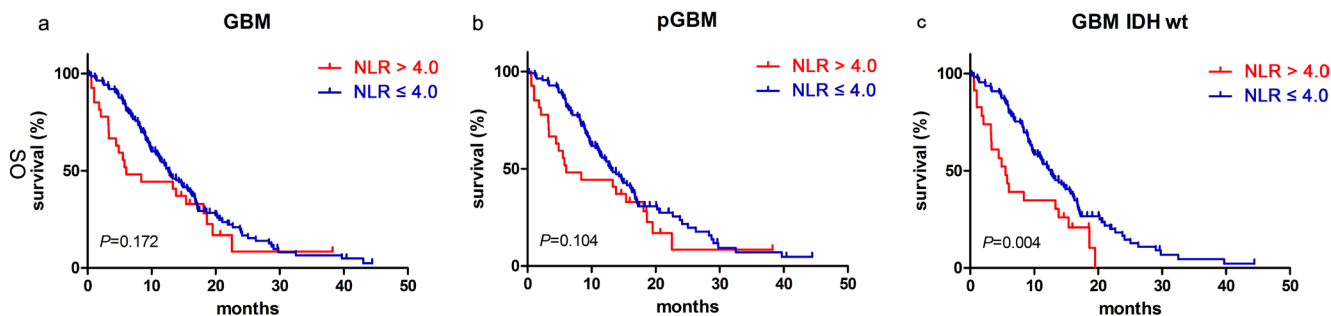 a
GBM
NLR > 4.0
NLR ≤ 4.0
OS
survival (%)
100
50
0
P=0.172
0 10 20 30 40 50
months
b
pGBM
NLR > 4.0
NLR ≤ 4.0
survival (%)
100
50
0
P=0.104
0 10 20 30 40 50
months
c
GBM IDH wt
NLR > 4.0
NLR ≤ 4.0
survival (%)
100
50
0
P=0.004
0 10 20 30 40 50
months